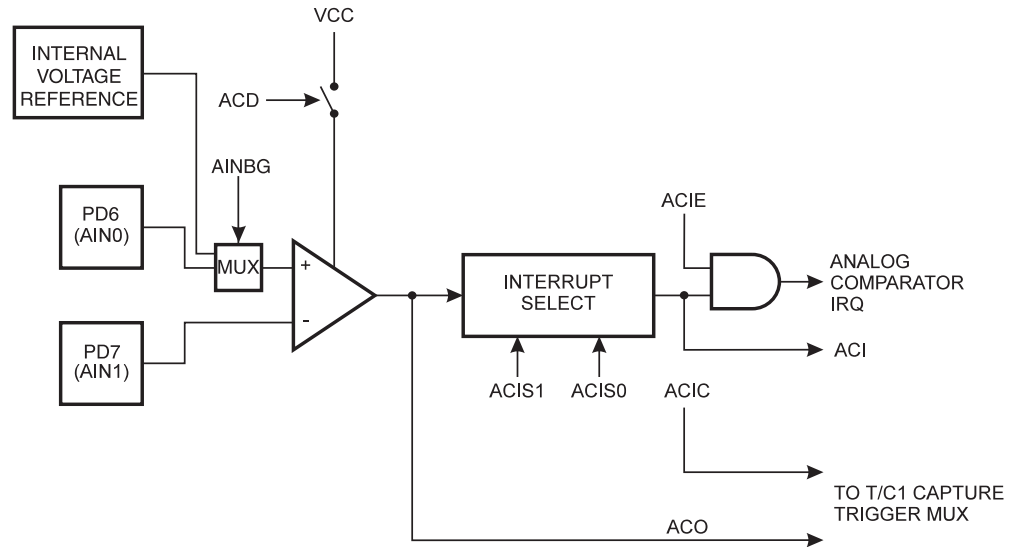 VCC
INTERNAL
VOLTAGE
REFERENCE
ACD
AINBG
PD6
(AIN0)
MUX
+
-
PD7
(AIN1)
INTERRUPT
SELECT
ACIS1
ACIS0
ACIE
ANALOG
COMPARATOR
IRQ
ACI
ACIC
TO T/C1 CAPTURE
TRIGGER MUX
ACO